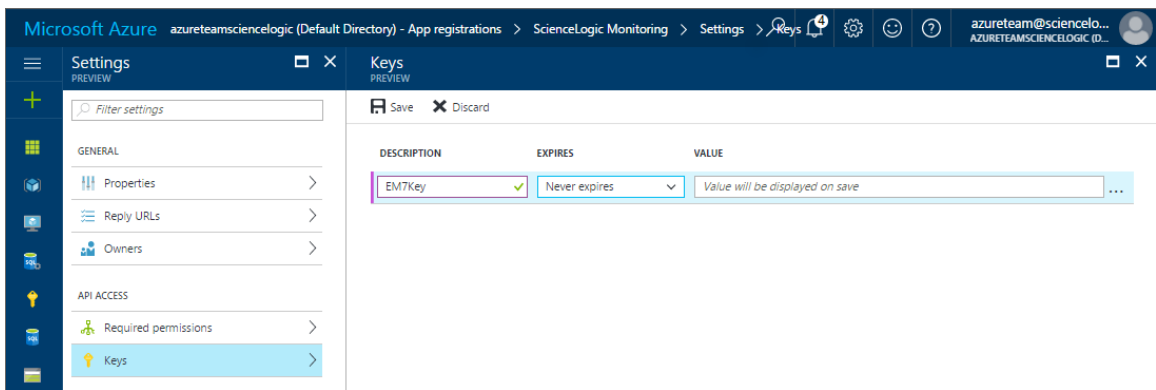 Microsoft Azure azureteamsciencelogic (Default Directory) - App registrations > ScienceLogic Monitoring > Settings > Keys 4 azureteam@sciencelo...
AZURETEAMSCIENCELOGIC (D...
Settings
PREVIEW
Keys
PREVIEW
Filter settings
Save Discard
GENERAL
DESCRIPTION EXPIRES VALUE
Properties
EM7Key Never expires Value will be displayed on save ...
Reply URLs
Owners
SQL
API ACCESS
Required permissions
SQL
Keys